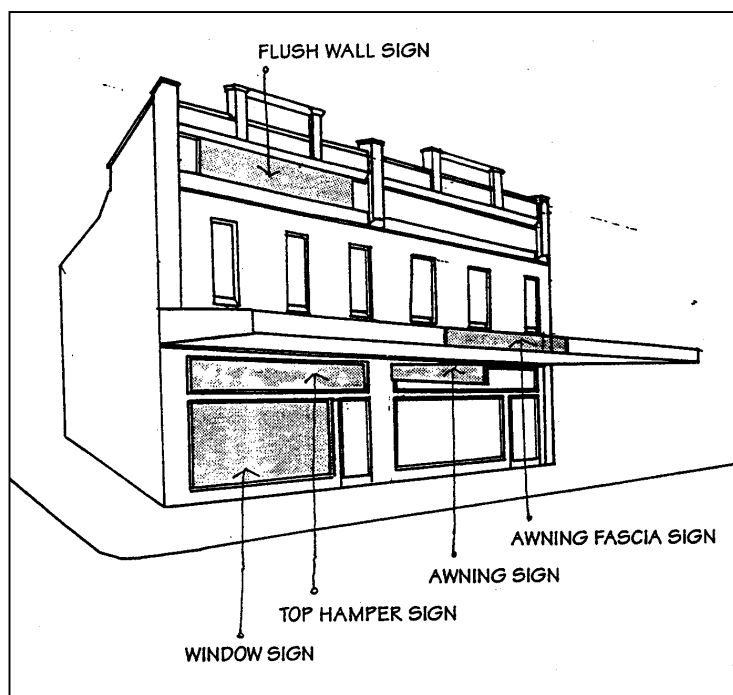 FLUSH WALL SIGN
AWNING FASCIA SIGN
AWNING SIGN
TOP HAMPER SIGN
WINDOW SIGN